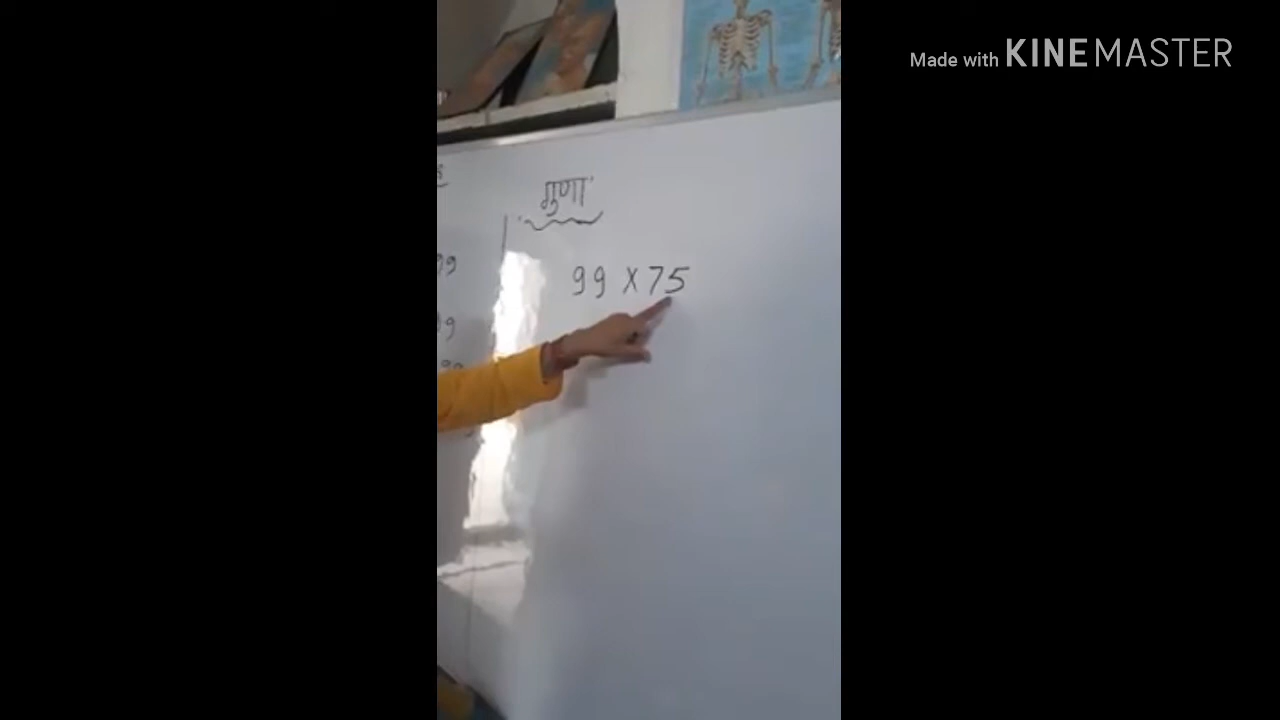 Made with KINEMASTER
गुणा
99 x 75